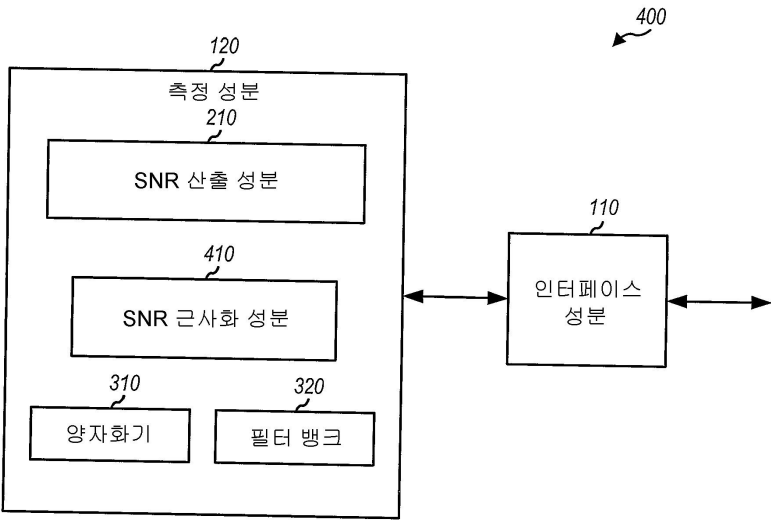 400
120
측정 성분
210
SNR 산출 성분
110
인터페이스
성분
410
SNR 근사화 성분
310
양자화기
320
필터 뱅크